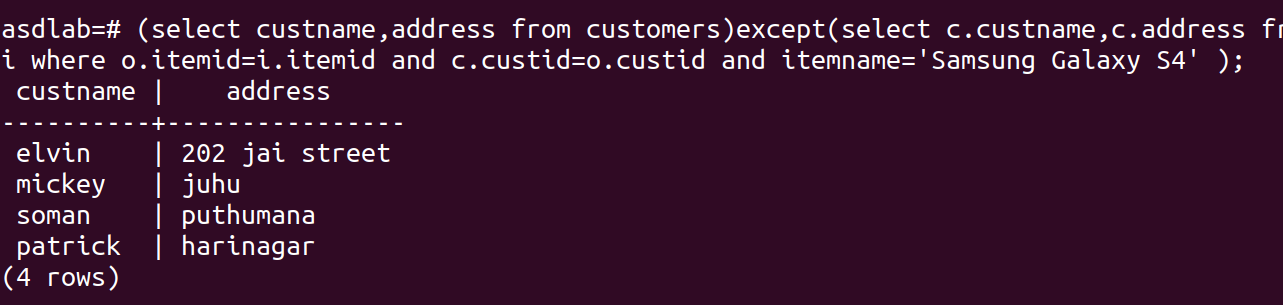 asdlab=# (select custname,address from customers)except(select c.custname,c.address
i where o.itemid=i.itemid and c.custid=o.custid and itemname='Samsung Galaxy S4' );
 custname |    address
----------+----------------
 elvin    | 202 jai street
 mickey   | juhu
 soman    | puthumana
 patrick  | harinagar
(4 rows)